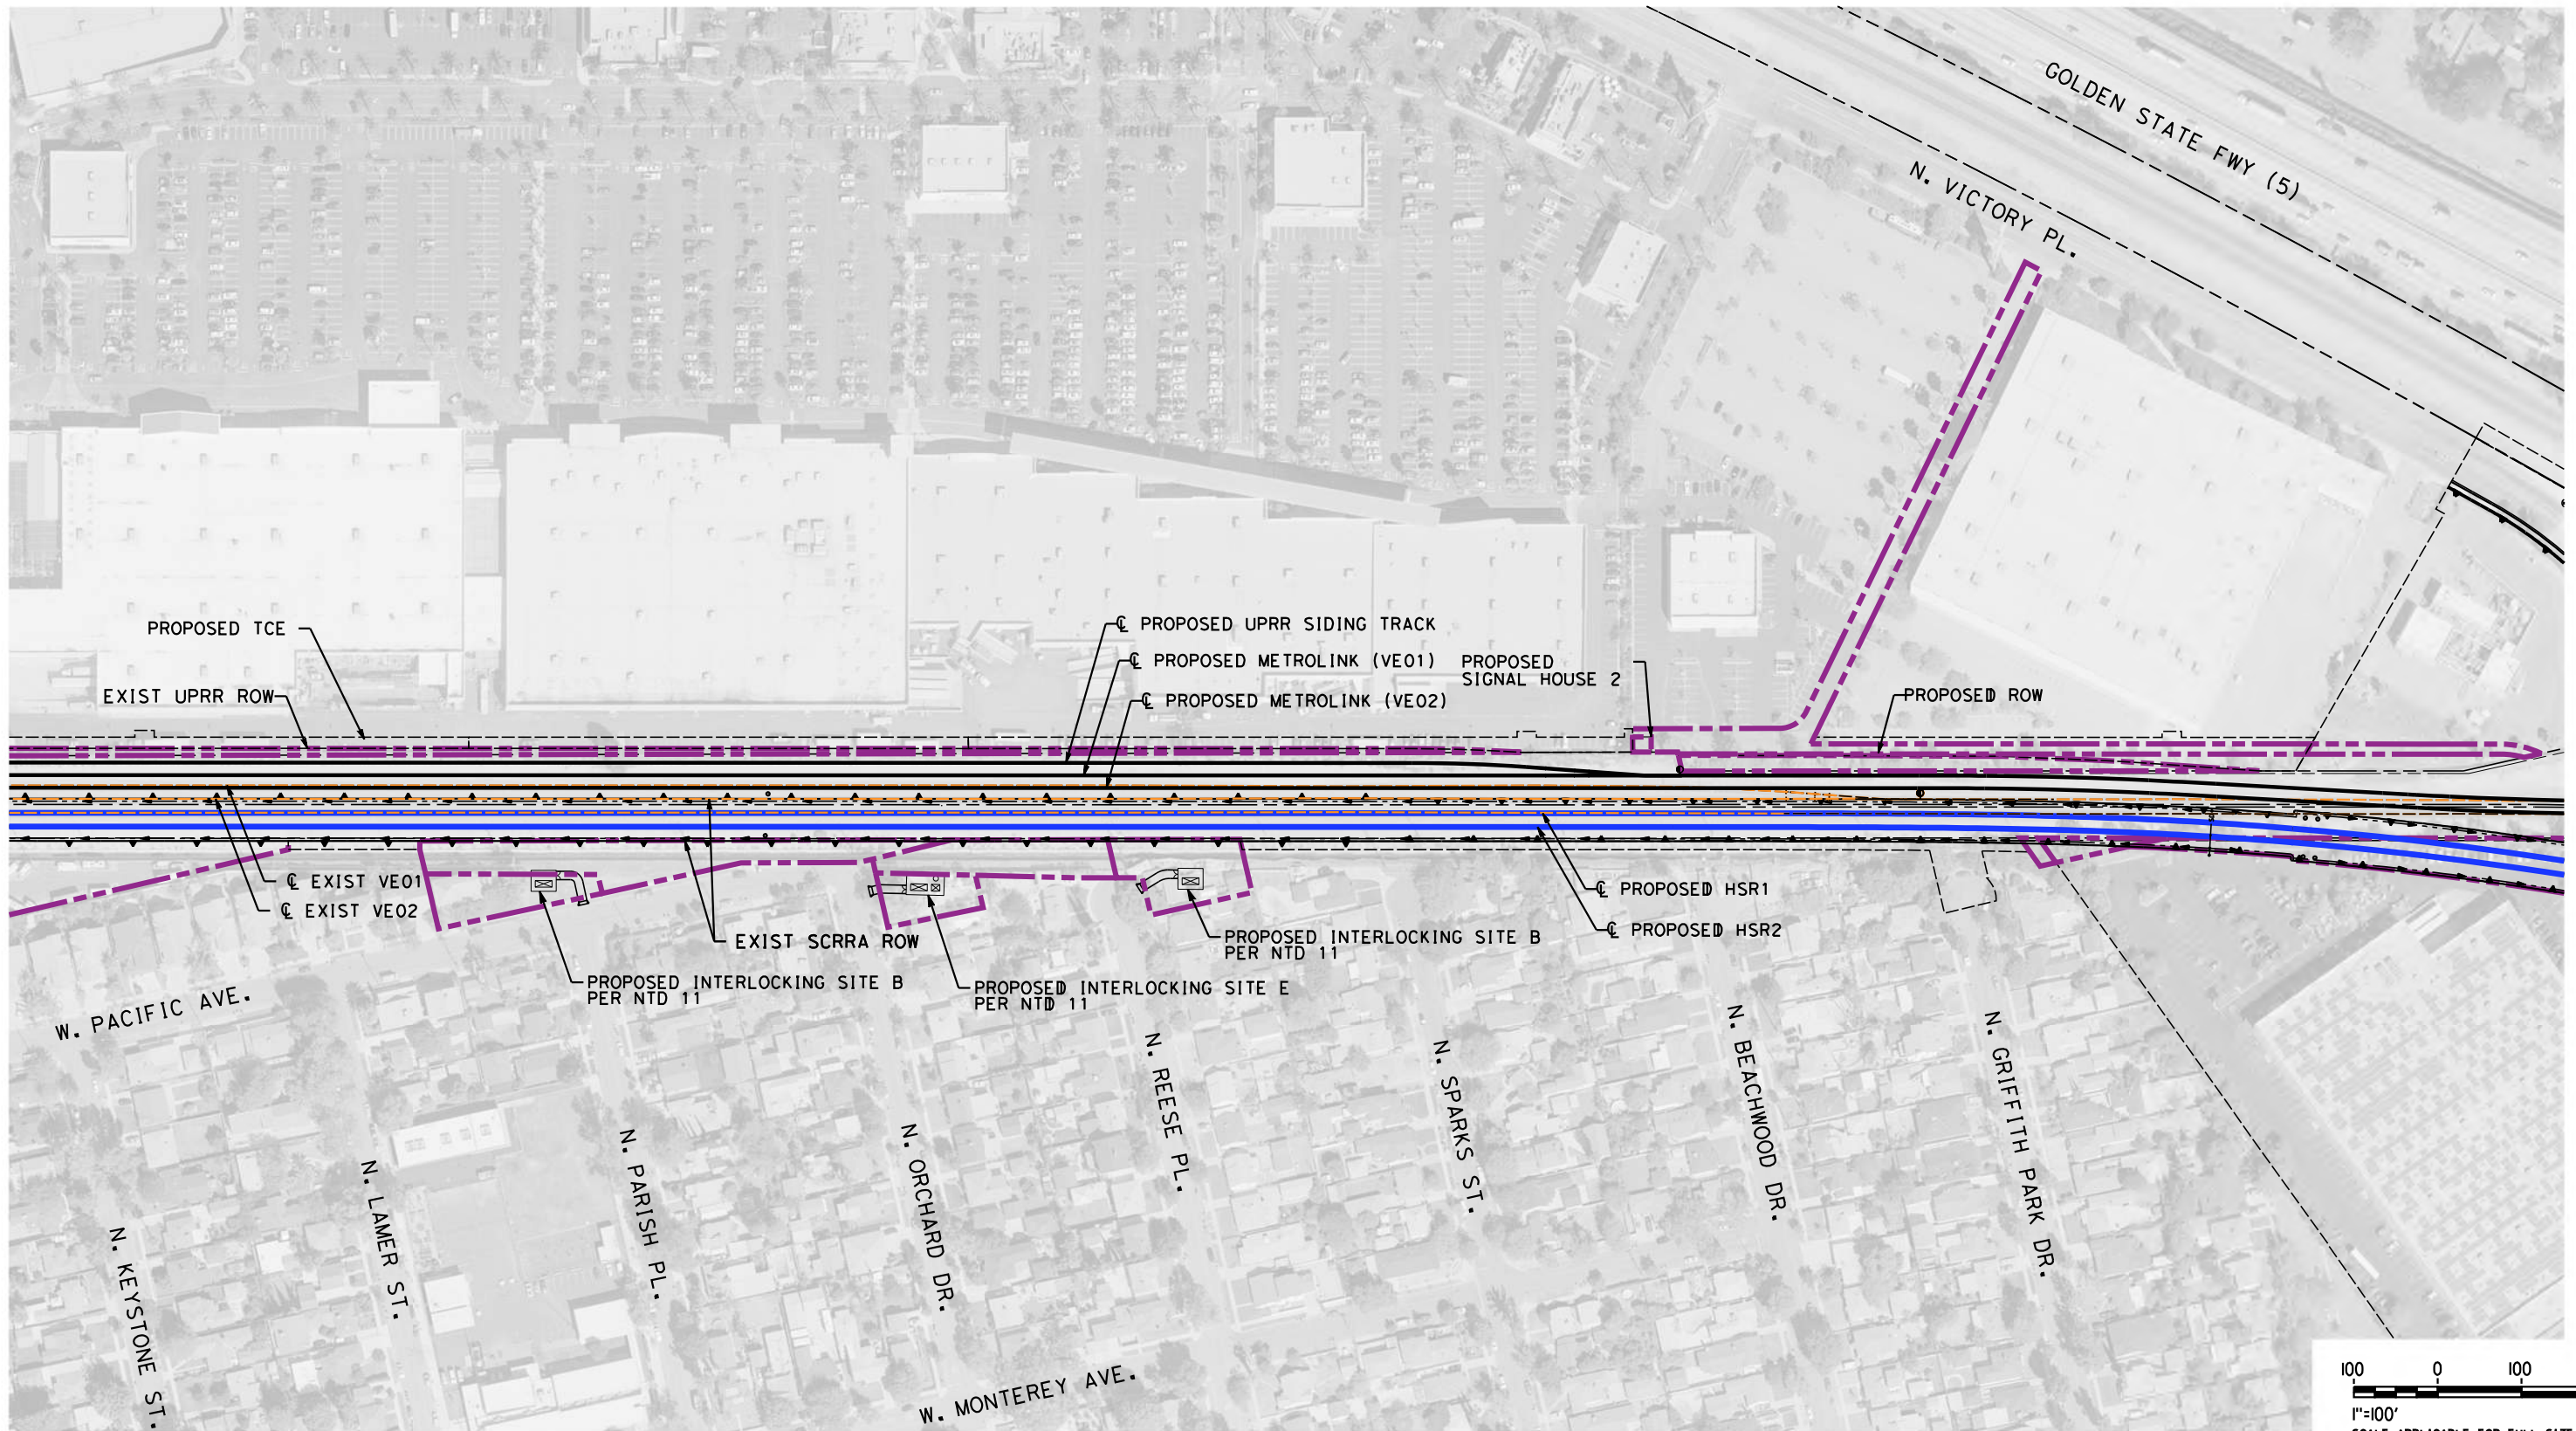 GOLDEN STATE FWY (5)
N. VICTORY PL.
PROPOSED TCE
EXIST UPRR ROW
℄ PROPOSED UPRR SIDING TRACK
℄ PROPOSED METROLINK (VE01)
℄ PROPOSED METROLINK (VE02)
PROPOSED
SIGNAL HOUSE 2
PROPOSED ROW
℄ EXIST VE01
℄ EXIST VE02
EXIST SCRRA ROW
PROPOSED INTERLOCKING SITE B
PER NTD 11
PROPOSED INTERLOCKING SITE E
PER NTD 11
PROPOSED INTERLOCKING SITE B
PER NTD 11
℄ PROPOSED HSR1
℄ PROPOSED HSR2
W. PACIFIC AVE.
N. KEYSTONE ST.
N. LAMER ST.
N. PARISH PL.
N. ORCHARD DR.
N. REESE PL.
N. SPARKS ST.
N. BEACHWOOD DR.
N. GRIFFITH PARK DR.
W. MONTEREY AVE.
100 0 100
1"=100'